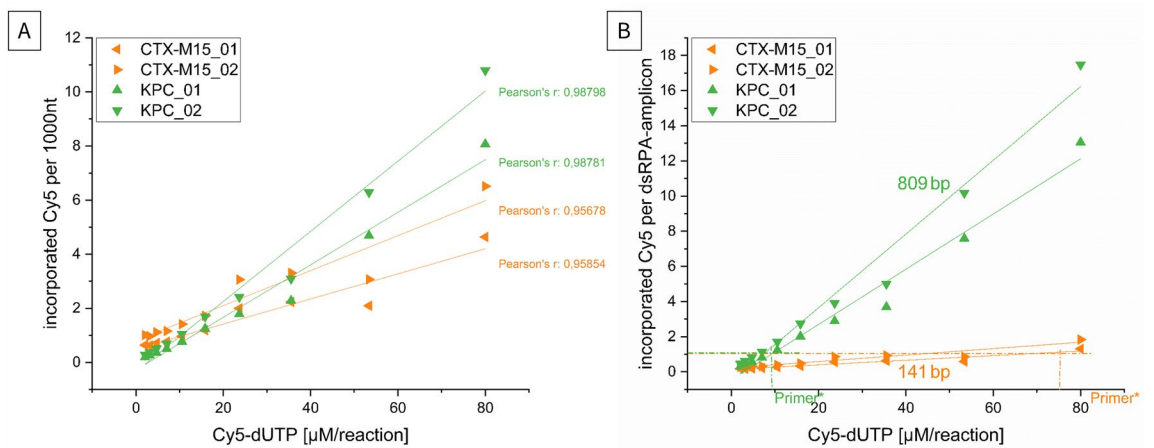 A
CTX-M15_01
CTX-M15_02
KPC_01
KPC_02
12
10
8
6
4
2
0
incorporated Cy5 per 1000nt
Pearson's r: 0,98798
Pearson's r: 0,98781
Pearson's r: 0,95678
Pearson's r: 0,95854
0 20 40 60 80
Cy5-dUTP [µM/reaction]
B
CTX-M15_01
CTX-M15_02
KPC_01
KPC_02
18
16
14
12
10
8
6
4
2
0
incorporated Cy5 per dsRPA-amplicon
809 bp
141 bp
Primer*
Primer*
0 20 40 60 80
Cy5-dUTP [µM/reaction]